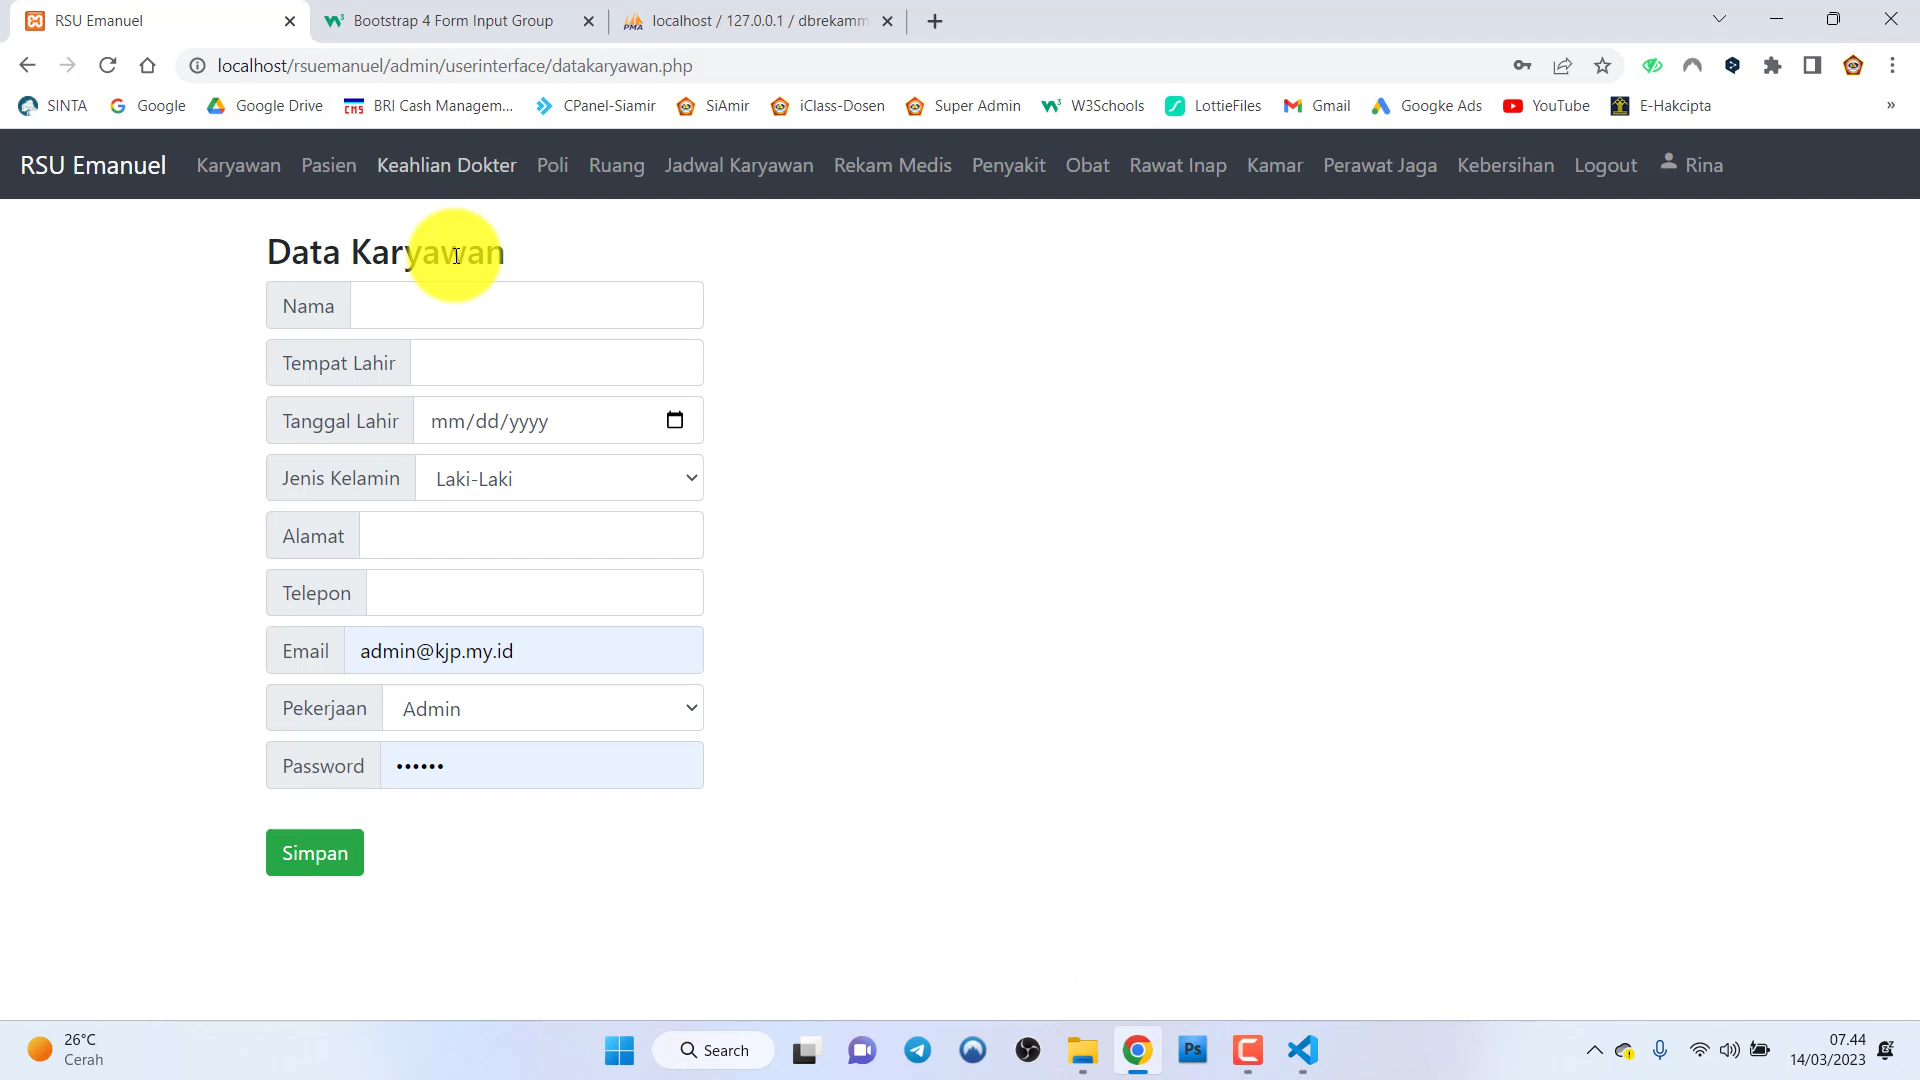 RSU Emanuel
Bootstrap 4 Form Input Group
localhost / 127.0.0.1 / dbrekamm
localhost/rsuemanuel/admin/userinterface/datakaryawan.php
SINTA Google Google Drive BRI Cash Managem... CPanel-Siamir SiAmir iClass-Dosen Super Admin W3Schools LottieFiles Gmail Googke Ads YouTube E-Hakcipta »
RSU Emanuel Karyawan Pasien Keahlian Dokter Poli Ruang Jadwal Karyawan Rekam Medis Penyakit Obat Rawat Inap Kamar Perawat Jaga Kebersihan Logout Rina
Data Karyawan
Nama
Tempat Lahir
Tanggal Lahir mm/dd/yyyy
Jenis Kelamin Laki-Laki
Alamat
Telepon
Email admin@kjp.my.id
Pekerjaan Admin
Password ••••••
Simpan
26°C
Cerah
Search
07.44
14/03/2023